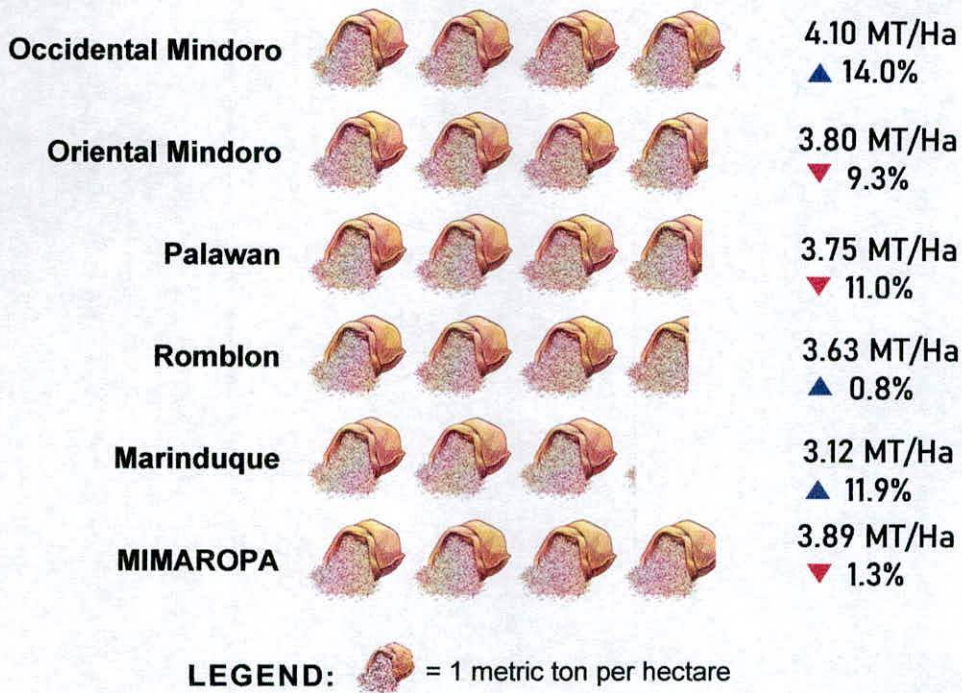 Occidental Mindoro
4.10 MT/Ha
▲ 14.0%
Oriental Mindoro
3.80 MT/Ha
▼ 9.3%
Palawan
3.75 MT/Ha
▼ 11.0%
Romblon
3.63 MT/Ha
▲ 0.8%
Marinduque
3.12 MT/Ha
▲ 11.9%
MIMAROPA
3.89 MT/Ha
▼ 1.3%
LEGEND: = 1 metric ton per hectare